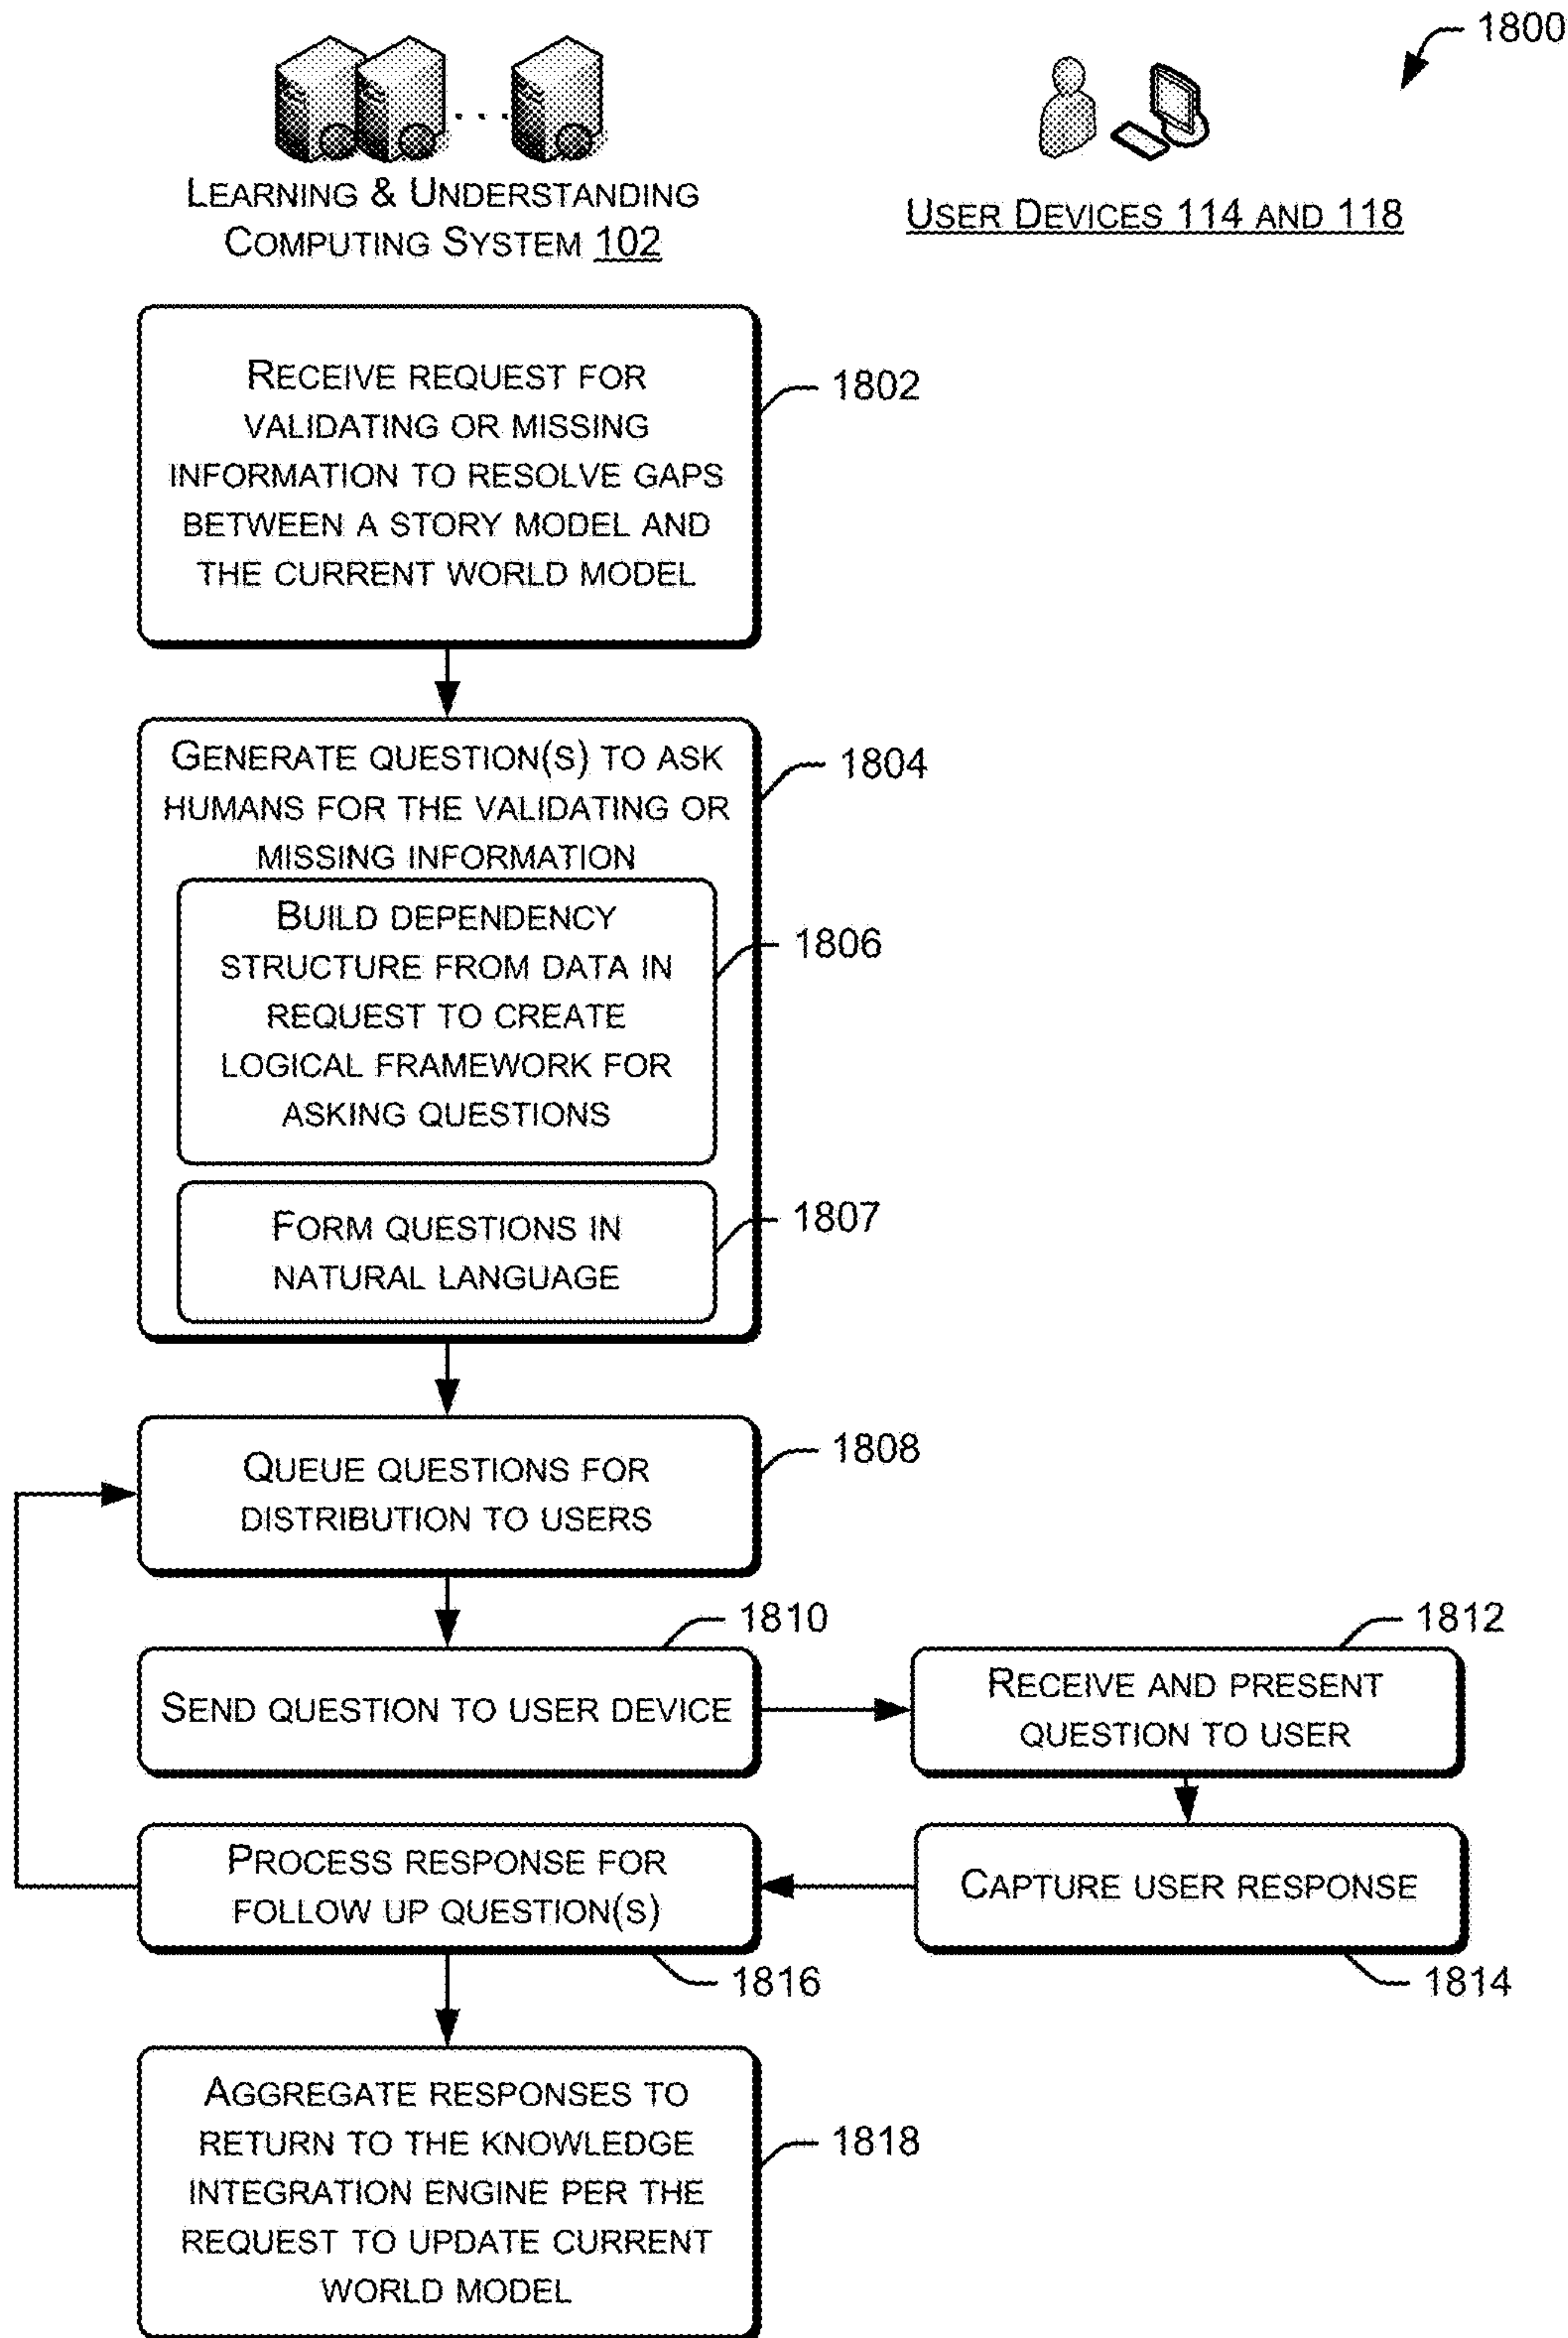 1800
LEARNING & UNDERSTANDING
COMPUTING SYSTEM 102
USER DEVICES 114 AND 118
RECEIVE REQUEST FOR
VALIDATING OR MISSING
INFORMATION TO RESOLVE GAPS
BETWEEN A STORY MODEL AND
THE CURRENT WORLD MODEL
1802
GENERATE QUESTION(S) TO ASK
HUMANS FOR THE VALIDATING OR
MISSING INFORMATION
1804
BUILD DEPENDENCY
STRUCTURE FROM DATA IN
REQUEST TO CREATE
LOGICAL FRAMEWORK FOR
ASKING QUESTIONS
1806
FORM QUESTIONS IN
NATURAL LANGUAGE
1807
QUEUE QUESTIONS FOR
DISTRIBUTION TO USERS
1808
SEND QUESTION TO USER DEVICE
1810
RECEIVE AND PRESENT
QUESTION TO USER
1812
CAPTURE USER RESPONSE
1814
PROCESS RESPONSE FOR
FOLLOW UP QUESTION(S)
1816
AGGREGATE RESPONSES TO
RETURN TO THE KNOWLEDGE
INTEGRATION ENGINE PER THE
REQUEST TO UPDATE CURRENT
WORLD MODEL
1818